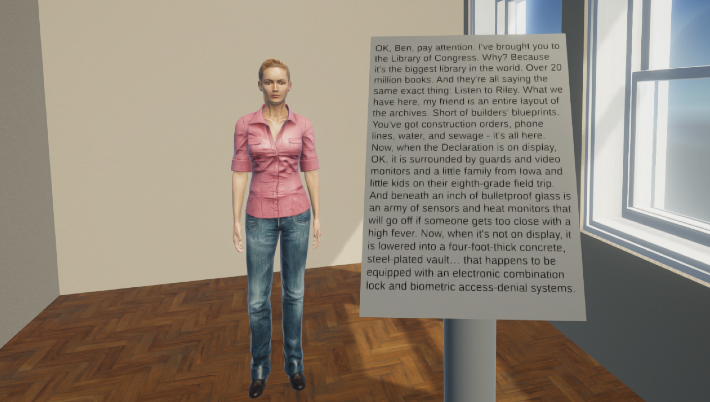 OK, Ben, pay attention. I've brought you to
the Library of Congress. Why? Because
it's the biggest library in the world. Over 20
million books. And they're all saying the
same exact thing: Listen to Riley. What we
have here, my friend is an entire layout of
the archives. Short of builders' blueprints.
You've got construction orders, phone
lines, water, and sewage - it's all here.
Now, when the Declaration is on display,
OK, it is surrounded by guards and video
monitors and a little family from Iowa and
little kids on their eighth-grade field trip.
And beneath an inch of bulletproof glass is
an army of sensors and heat monitors that
will go off if someone gets too close with a
high fever. Now, when it's not on display, it
is lowered into a four-foot-thick concrete,
steel-plated vault... that happens to be
equipped with an electronic combination
lock and biometric access-denial systems.